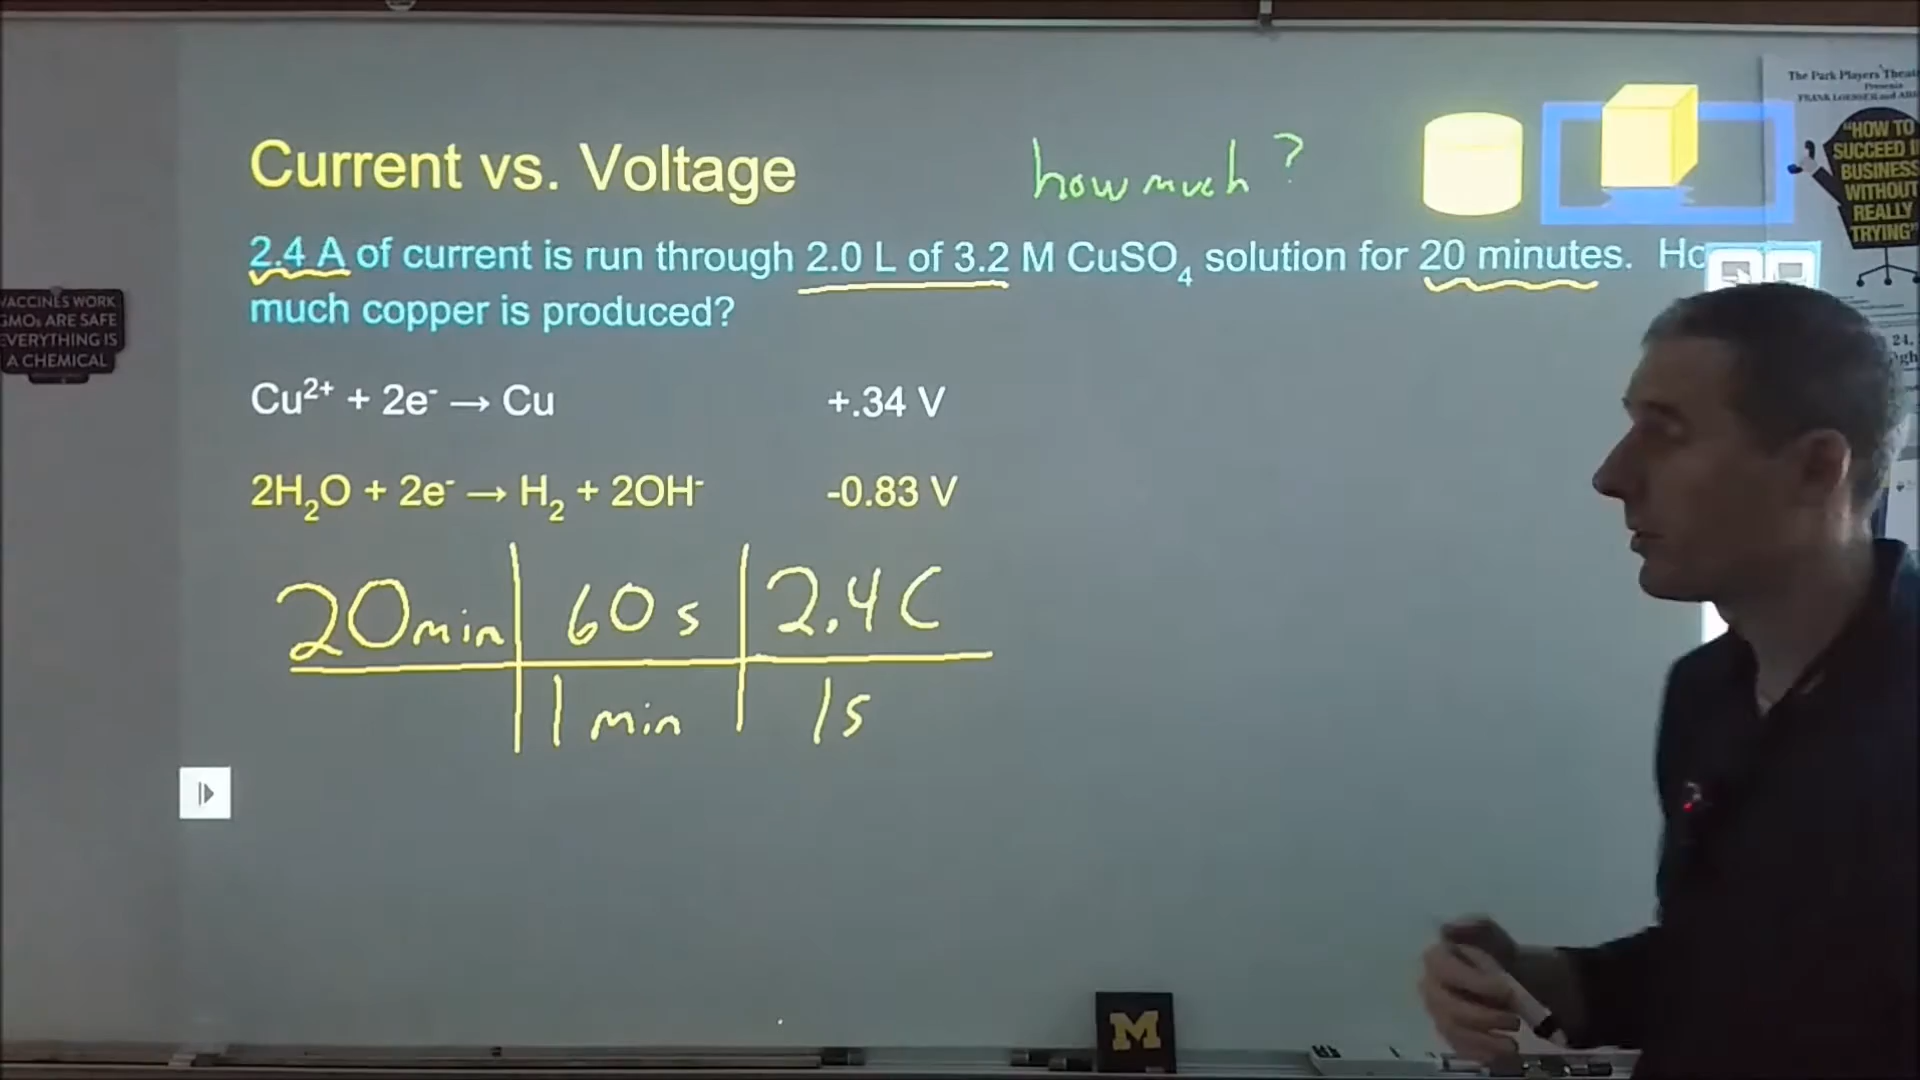 The Park Players Theat
Presents
Current vs. Voltage
how much?
"HOW TO
SUCCEED I
BUSINESS
WITHOUT
REALLY
TRYING"
2.4 A of current is run through 2.0 L of 3.2 M CuSO₄ solution for 20 minutes. Ho
much copper is produced?
VACCINES WORK
GMOs ARE SAFE
EVERYTHING IS
A CHEMICAL
24,
Cu²⁺ + 2e⁻ → Cu +.34 V
2H₂O + 2e⁻ → H₂ + 2OH⁻ -0.83 V
20min | 60 s | 2.4 C
1 min | 1s
M